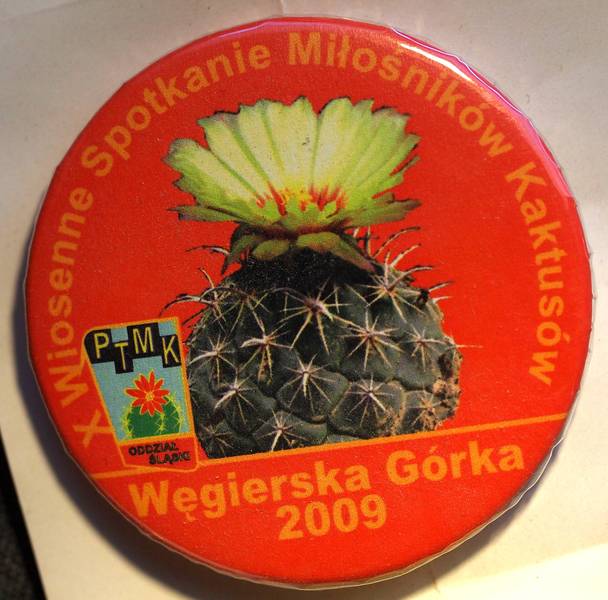 X Wiosenne Spotkanie Miłośników Kaktusów
PTMK
ODDZIAŁ
ŚLĄSKI
Węgierska Górka
2009